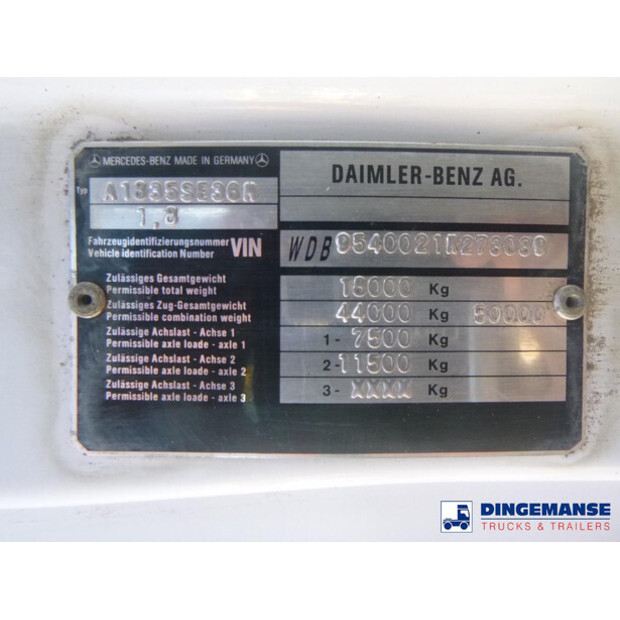 MERCEDES-BENZ MADE IN GERMANY
DAIMLER-BENZ AG.
Typ
1,8
Fahrzeugidentifizierungsnummer
Vehicle identification Number
VIN
WDB
Zulässiges Gesamtgewicht
Permissible total weight
18000 Kg
Zulässiges Zug-Gesamtgewicht
Permissible combination weight
44000 Kg 50000
Zulässige Achslast - Achse 1
Permissible axle loade - axle 1
1- 7500 Kg
Zulässige Achslast - Achse 2
Permissible axle loade - axle 2
2- 11500 Kg
Zulässige Achslast - Achse 3
Permissible axle loade - axle 3
3- XXXX Kg
DINGEMANSE
TRUCKS & TRAILERS